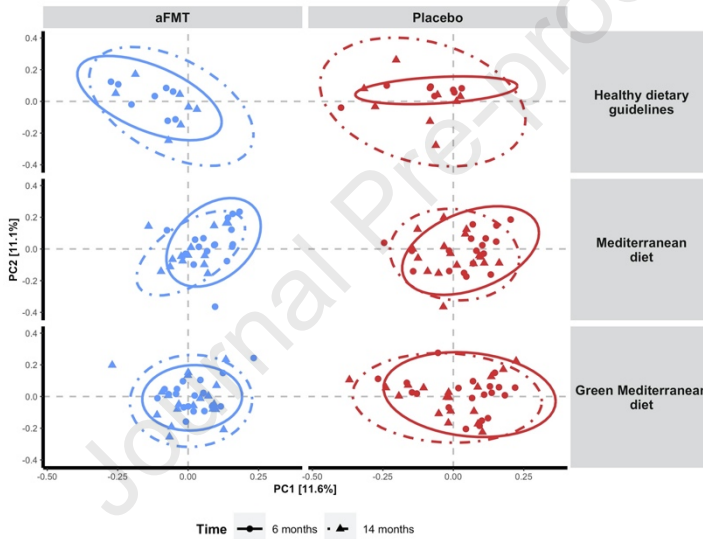 aFMT
Placebo
0.4
0.2
0.0
-0.2
-0.4
Healthy dietary
guidelines
0.4
0.2
0.0
-0.2
-0.4
Mediterranean
diet
PC2 [11.1%]
0.4
0.2
0.0
-0.2
-0.4
Green Mediterranean
diet
-0.50
-0.25
0.00
0.25
-0.50
-0.25
0.00
0.25
PC1 [11.6%]
Time
6 months
14 months
Journal Pre-proo